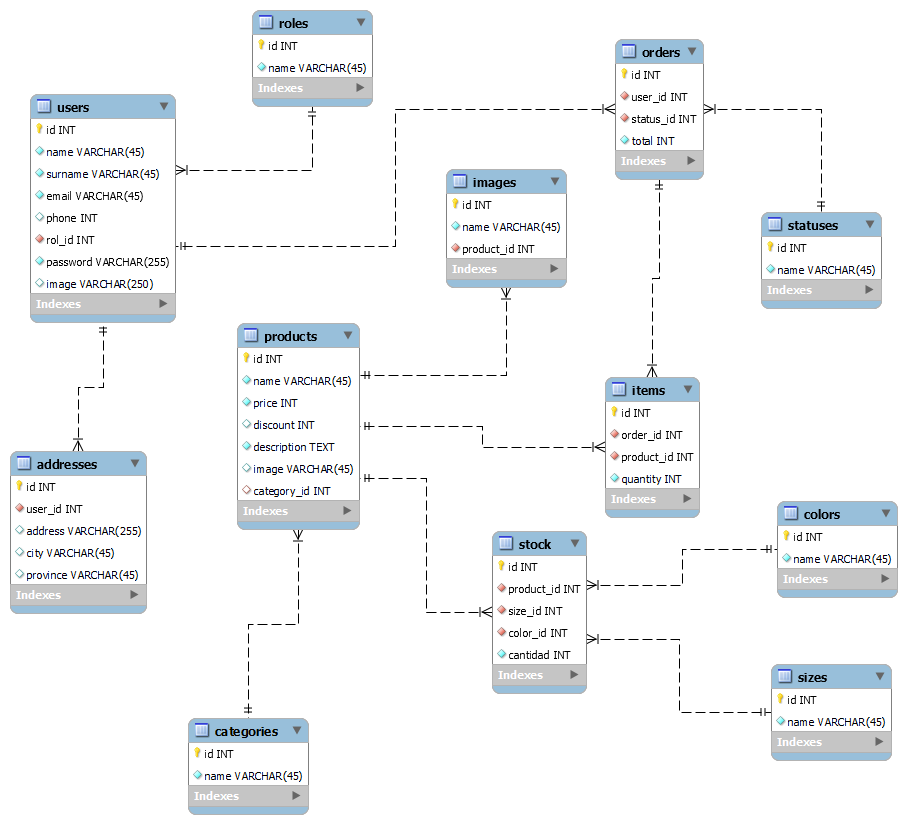 roles
id INT
name VARCHAR(45)
Indexes
orders
id INT
user_id INT
status_id INT
total INT
Indexes
users
id INT
name VARCHAR(45)
surname VARCHAR(45)
email VARCHAR(45)
phone INT
rol_id INT
password VARCHAR(255)
image VARCHAR(250)
Indexes
images
id INT
name VARCHAR(45)
product_id INT
Indexes
statuses
id INT
name VARCHAR(45)
Indexes
products
id INT
name VARCHAR(45)
price INT
discount INT
description TEXT
image VARCHAR(45)
category_id INT
Indexes
items
id INT
order_id INT
product_id INT
quantity INT
Indexes
addresses
id INT
user_id INT
address VARCHAR(255)
city VARCHAR(45)
province VARCHAR(45)
Indexes
stock
id INT
product_id INT
size_id INT
color_id INT
cantidad INT
Indexes
colors
id INT
name VARCHAR(45)
Indexes
sizes
id INT
name VARCHAR(45)
Indexes
categories
id INT
name VARCHAR(45)
Indexes